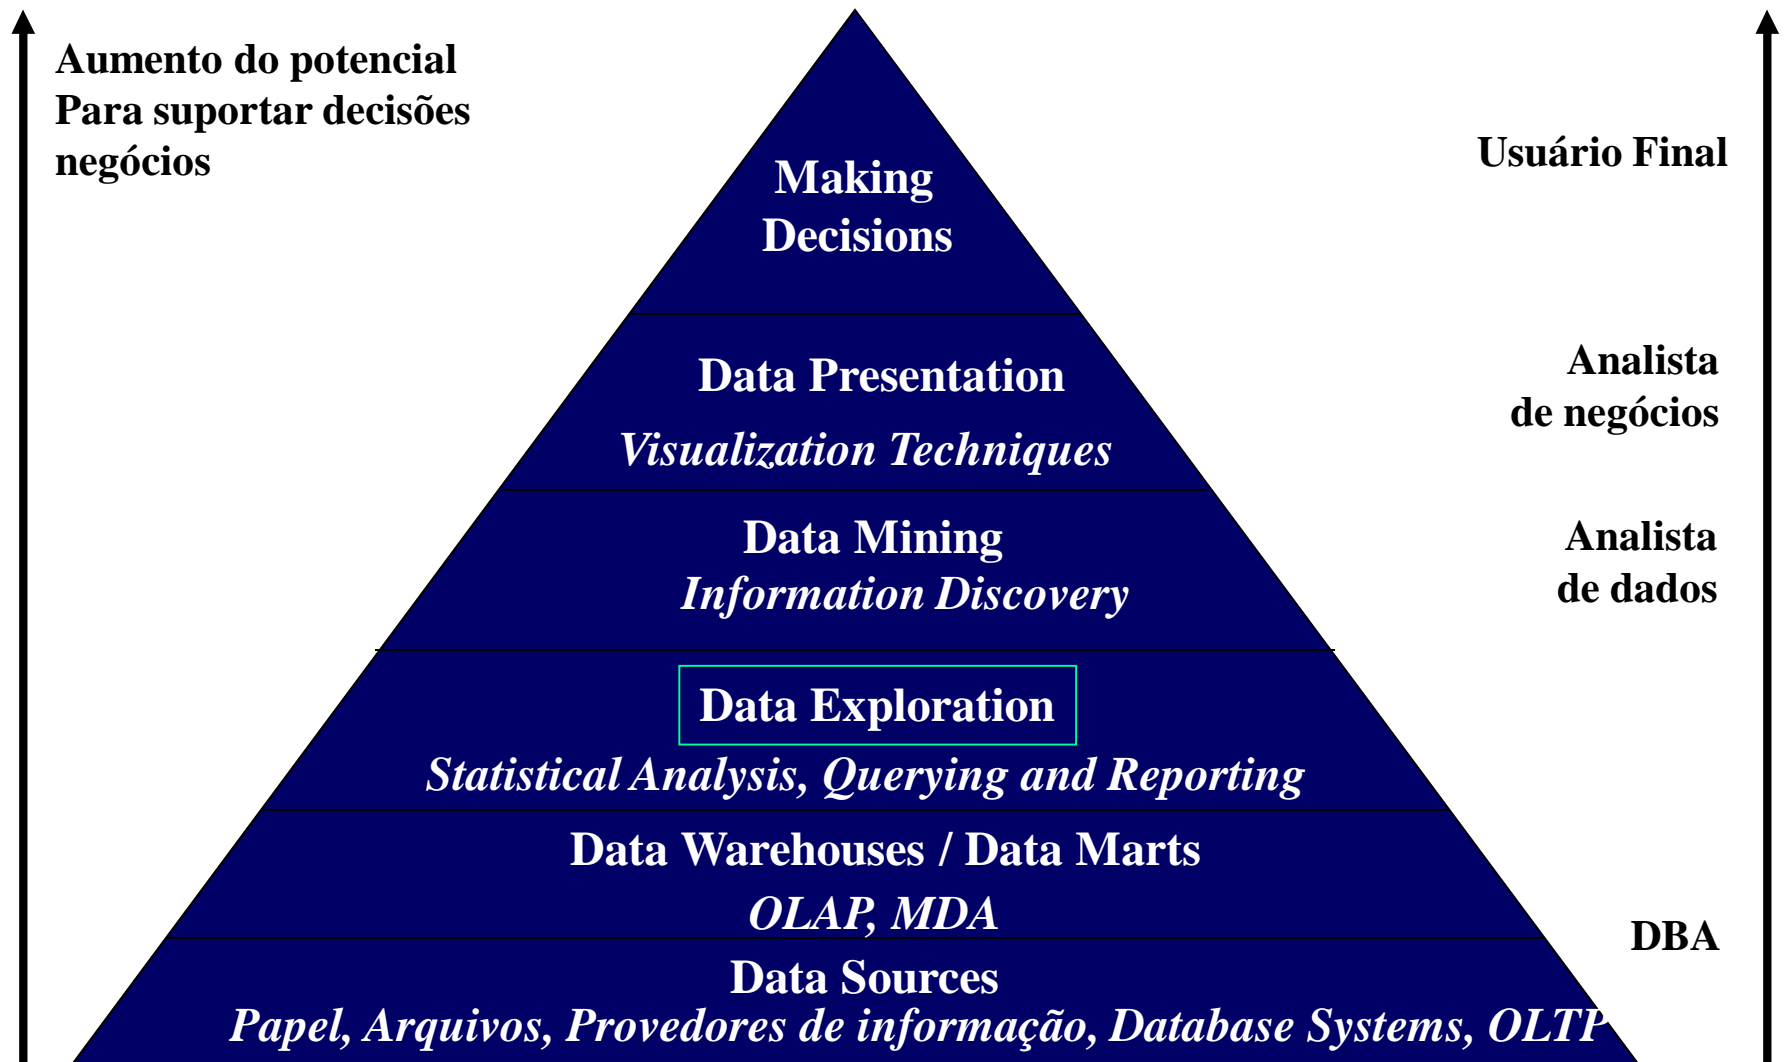 Aumento do potencial
Para suportar decisões
negócios
Usuário Final
Making
Decisions
Analista
de negócios
Data Presentation
Visualization Techniques
Analista
de dados
Data Mining
Information Discovery
Data Exploration
Statistical Analysis, Querying and Reporting
Data Warehouses / Data Marts
OLAP, MDA
DBA
Data Sources
Papel, Arquivos, Provedores de informação, Database Systems, OLTP